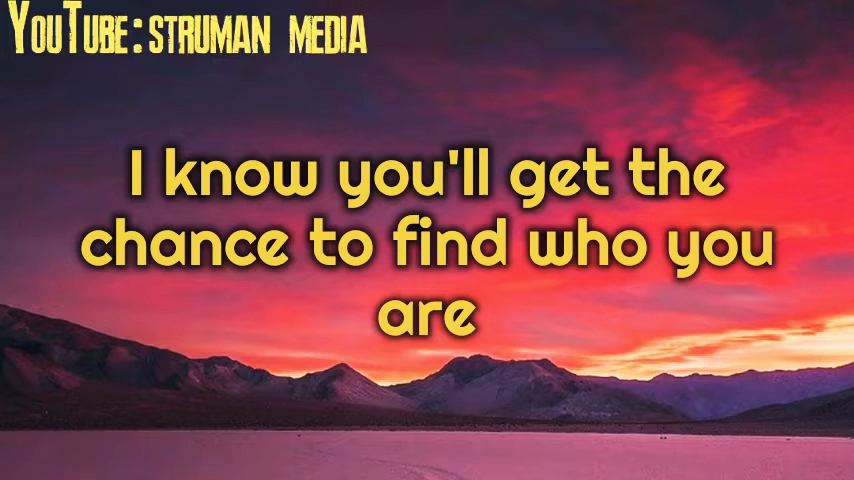 YouTube:struman media
I know you'll get the
chance to find who you
are